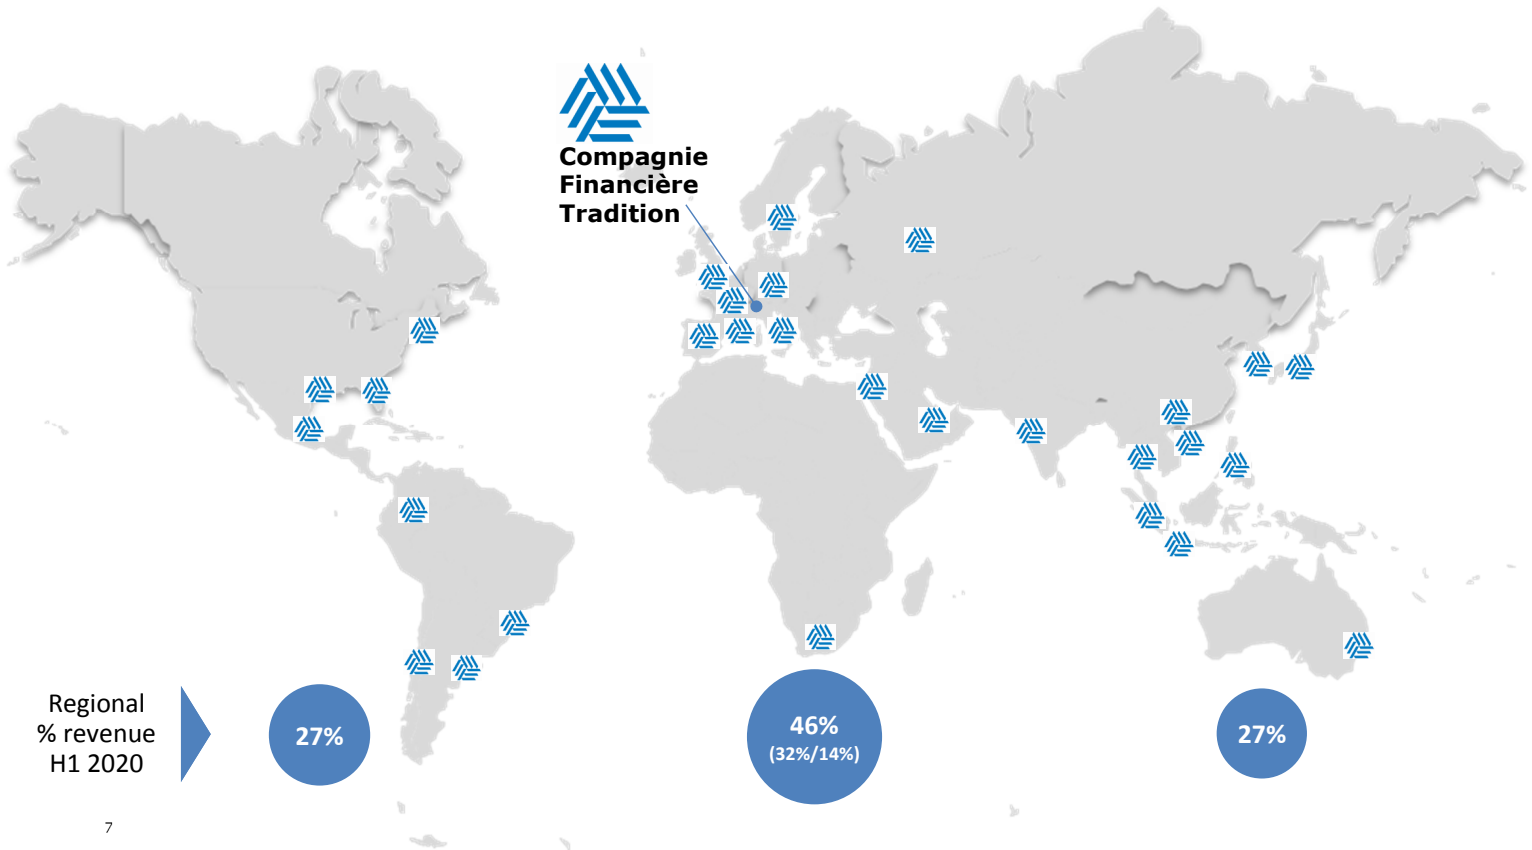 Compagnie
Financière
Tradition
Regional
% revenue
H1 2020
27%
46%
(32%/14%)
27%
7